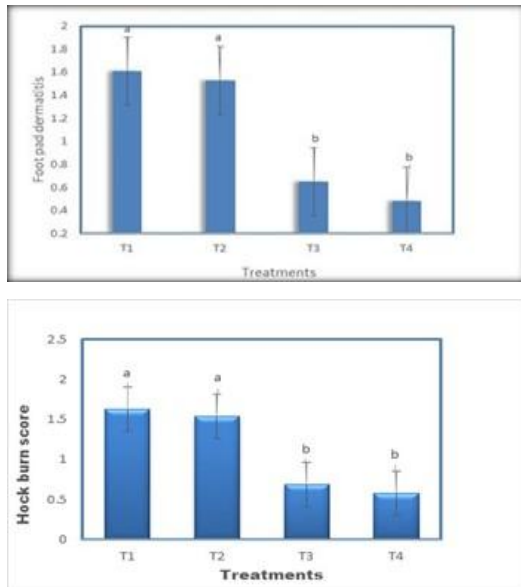 2
a
a
1.8
1.6
1.4
1.2
1
b
b
0.8
0.6
0.4
0.2
Foot pad dermatitis
T1 T2 T3 T4
Treatments
2.5
2
a
a
1.5
1
b
b
0.5
0
Hock burn score
T1 T2 T3 T4
Treatments